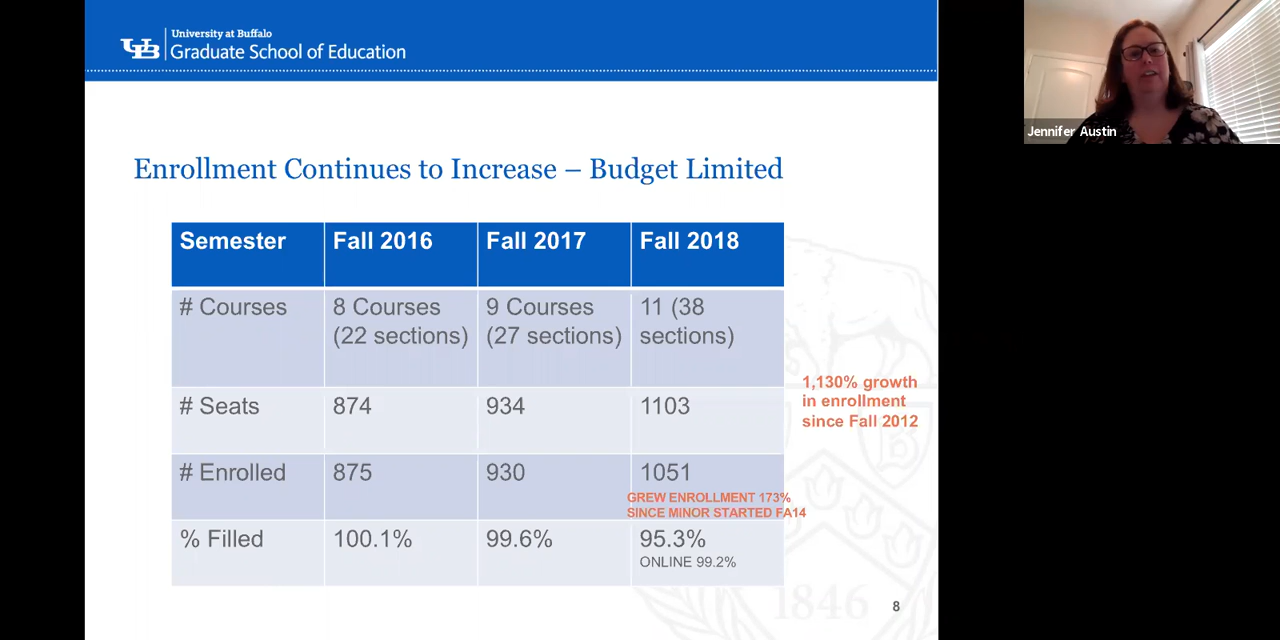 University at Buffalo
UB Graduate School of Education
Jennifer Austin
Enrollment Continues to Increase – Budget Limited
Semester Fall 2016 Fall 2017 Fall 2018
# Courses 8 Courses 9 Courses 11 (38
(22 sections) (27 sections) sections)
1,130% growth
in enrollment
since Fall 2012
# Seats 874 934 1103
# Enrolled 875 930 1051
GREW ENROLLMENT 173%
SINCE MINOR STARTED FA14
% Filled 100.1% 99.6% 95.3%
ONLINE 99.2%
1846
8